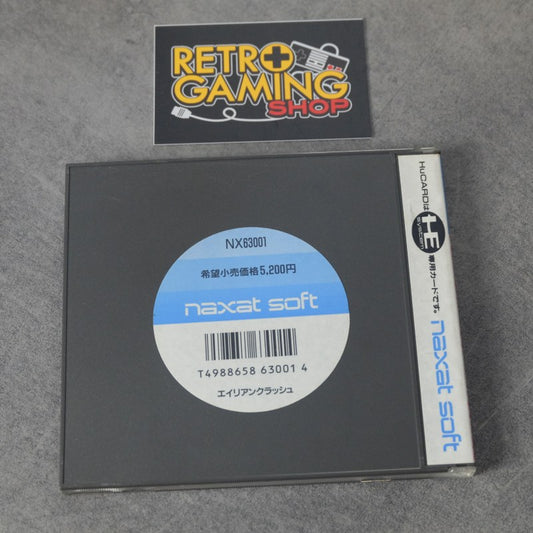 RETRO
GAMING
SHOP
NX63001
希望小売価格5,200円
naxat soft
T4988658 63001 4
エイリアンクラッシュ
HuCARDは
HE
SYSTEM
専用カードです。
naxat soft